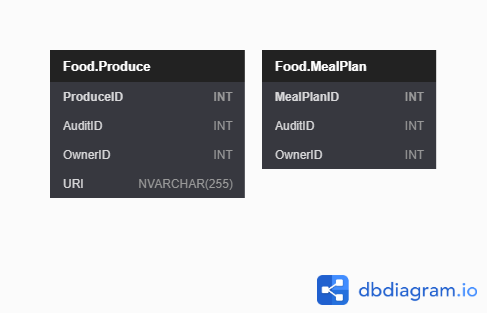 Food.Produce
ProduceID INT
AuditID INT
OwnerID INT
URI NVARCHAR(255)
Food.MealPlan
MealPlanID INT
AuditID INT
OwnerID INT
dbdiagram.io